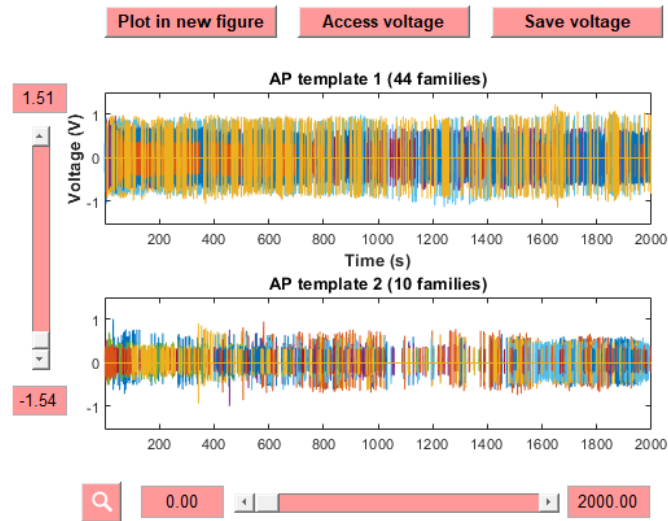 Plot in new figure Access voltage Save voltage
1.51
AP template 1 (44 families)
Voltage (V)
1
0
-1
200 400 600 800 1000 1200 1400 1600 1800 2000
Time (s)
AP template 2 (10 families)
1
0
-1
-1.54
200 400 600 800 1000 1200 1400 1600 1800 2000
0.00 2000.00